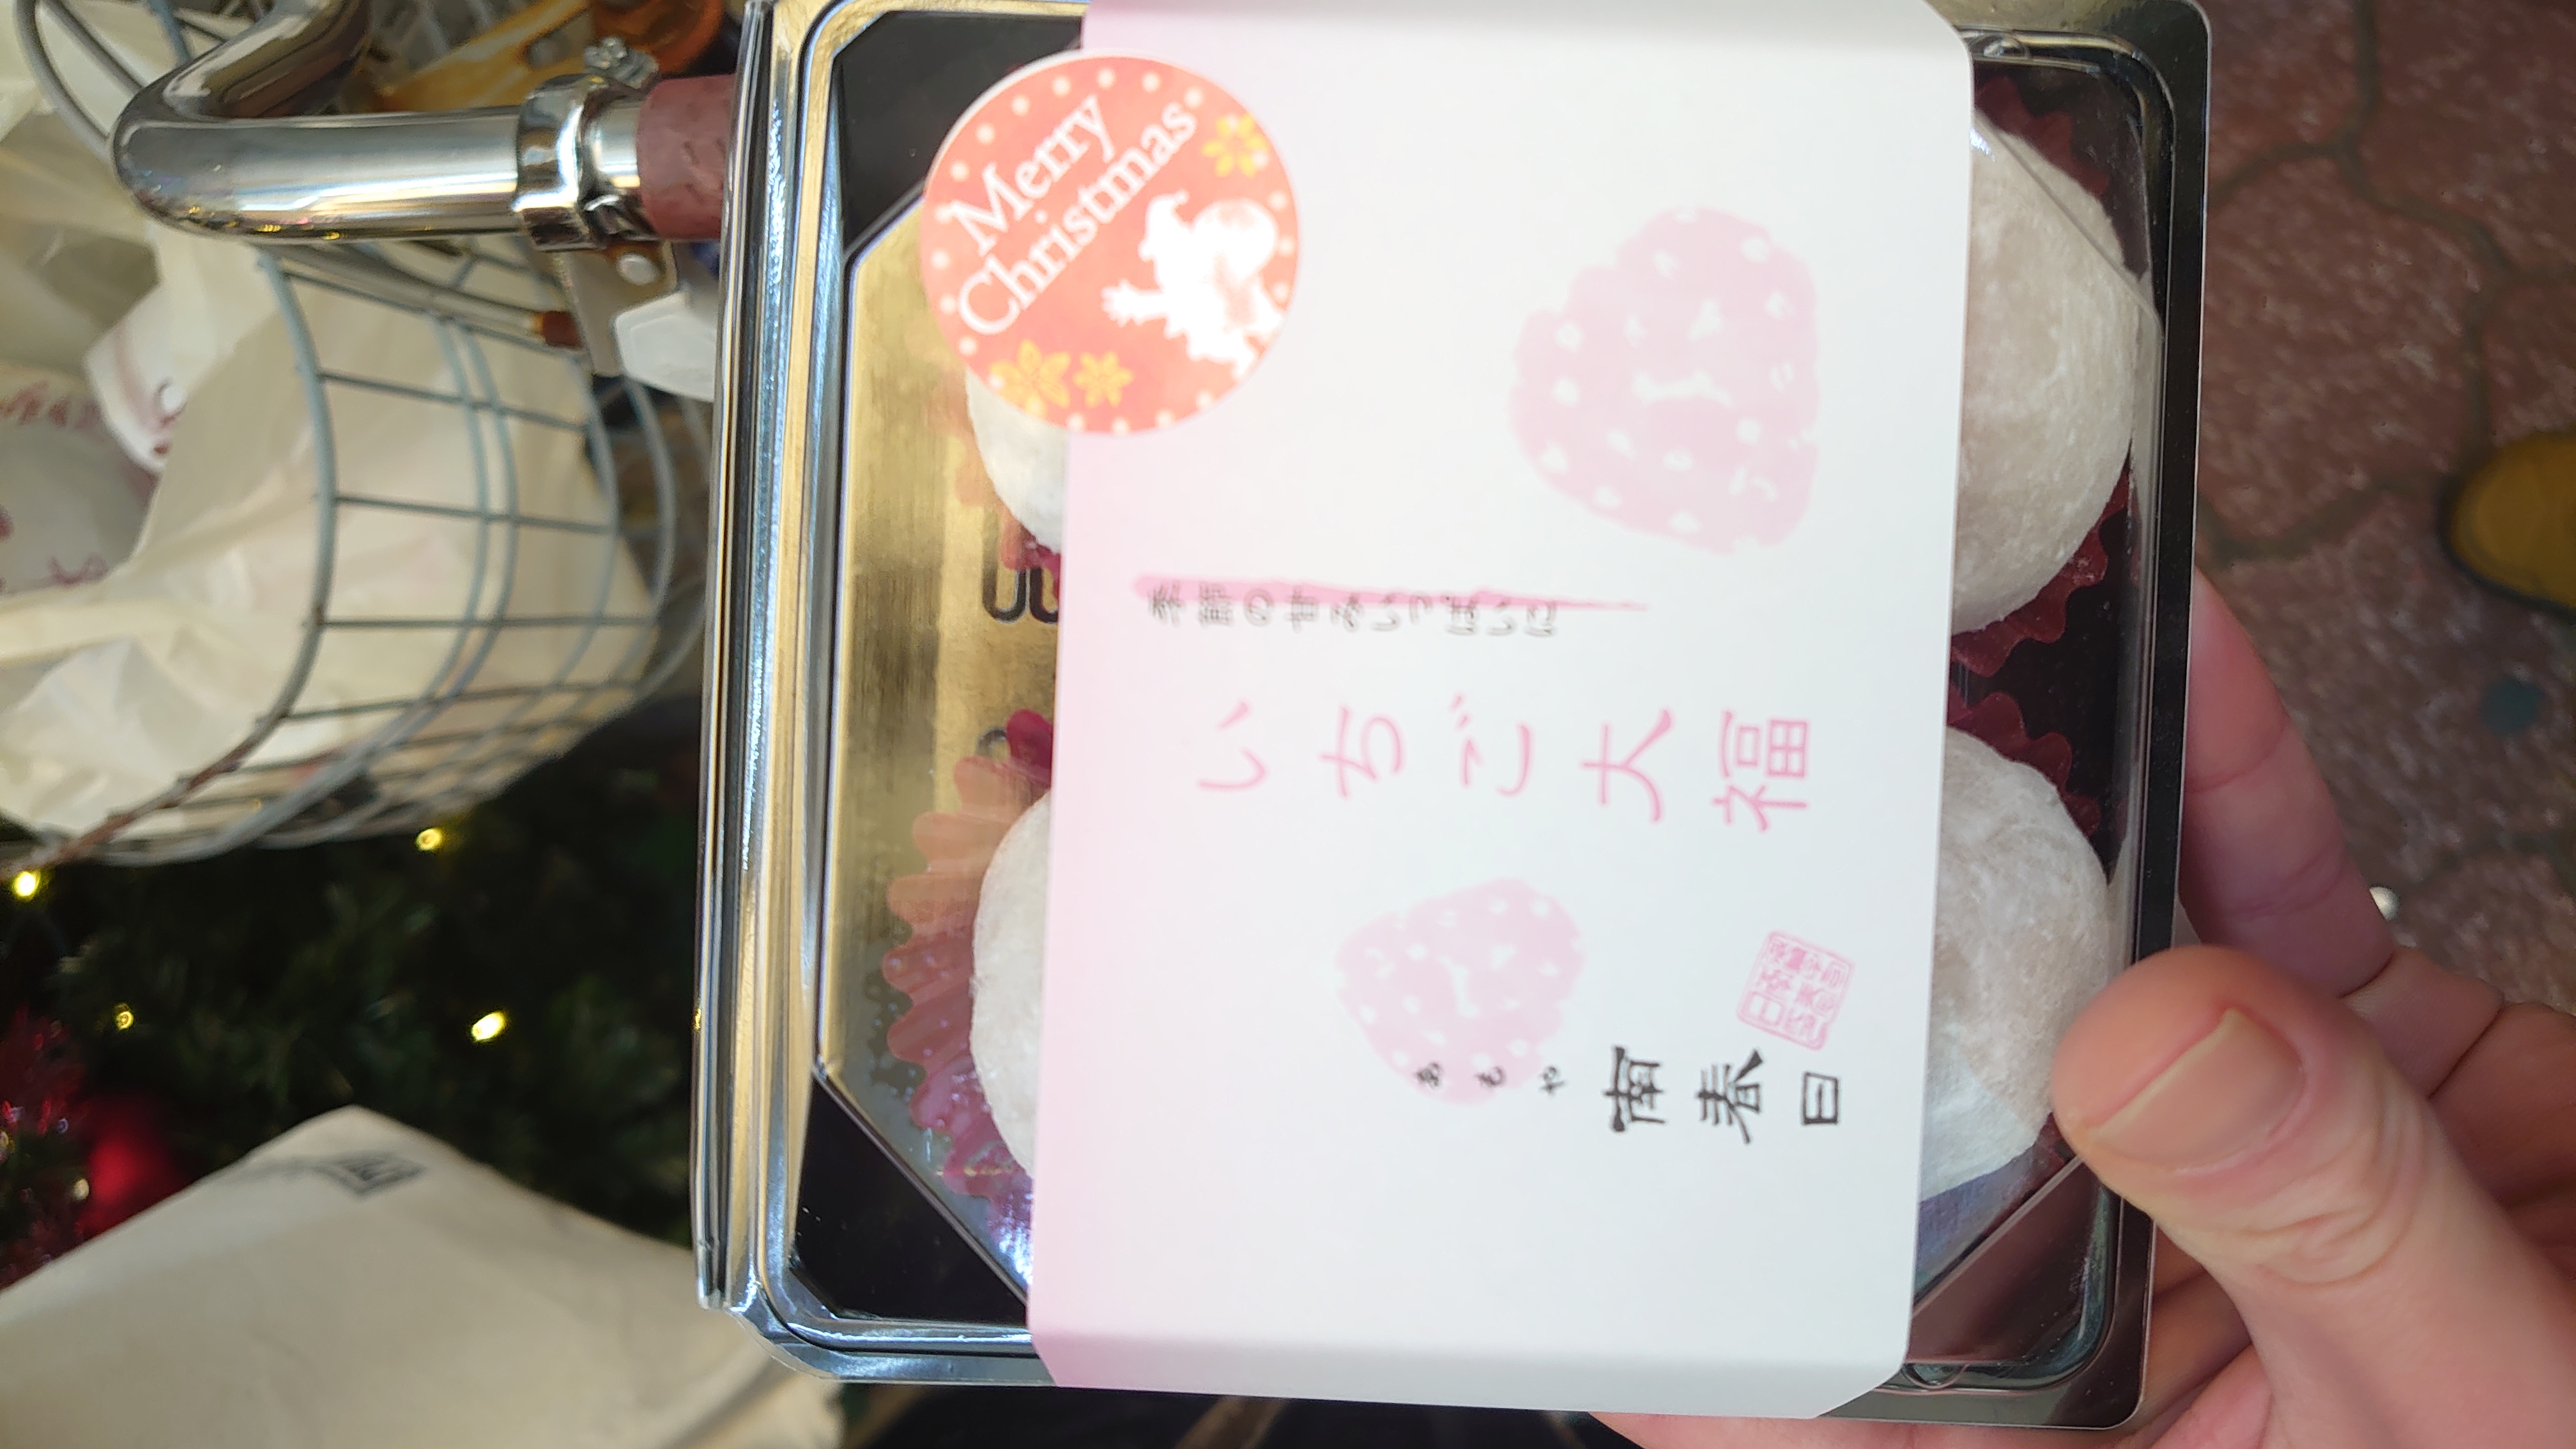 Merry
Christmas
季節の甘みいっぱいに
いちご大福
あもや
南春日